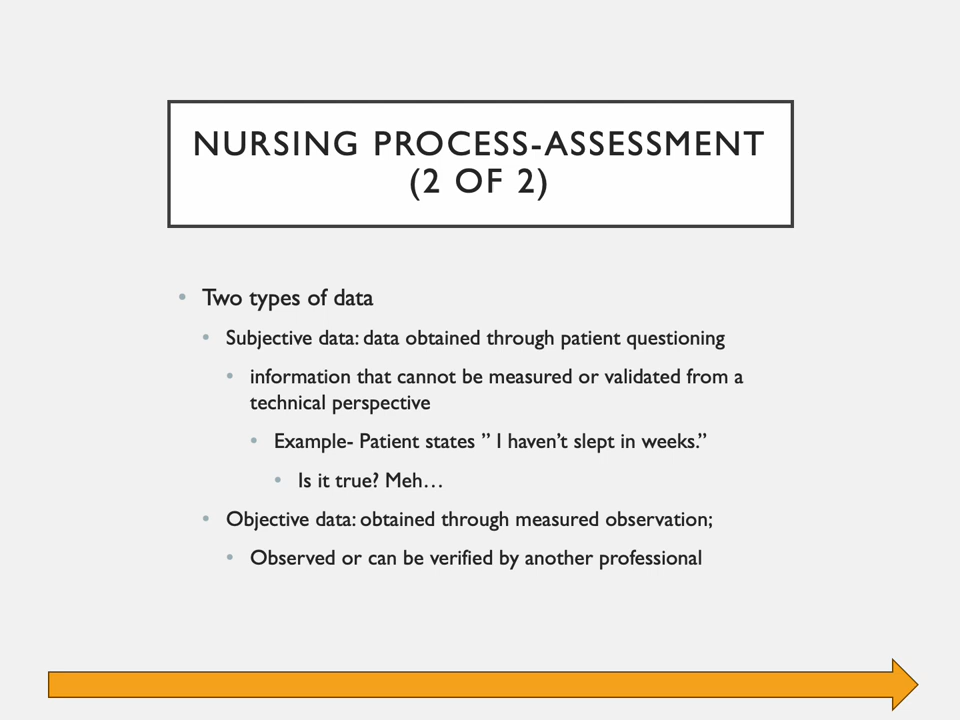 NURSING PROCESS-ASSESSMENT
(2 OF 2)
• Two types of data
• Subjective data: data obtained through patient questioning
• information that cannot be measured or validated from a
technical perspective
• Example- Patient states ” I haven’t slept in weeks.”
• Is it true? Meh…
• Objective data: obtained through measured observation;
• Observed or can be verified by another professional